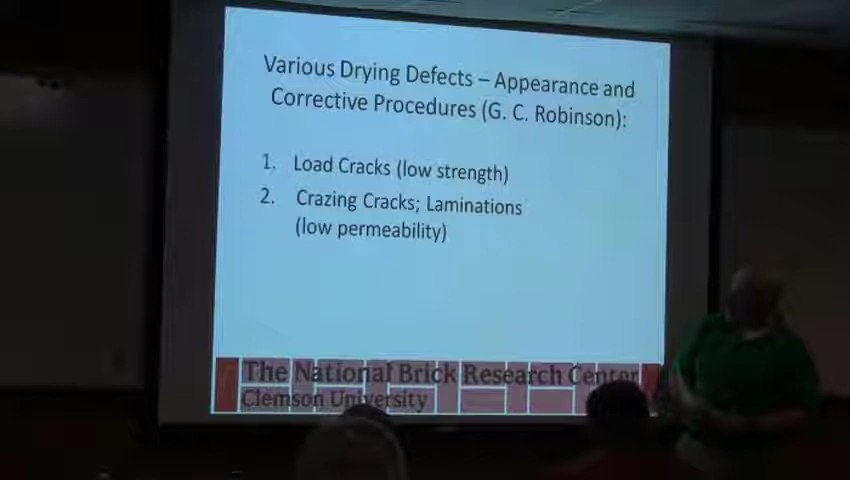 Various Drying Defects – Appearance and
Corrective Procedures (G. C. Robinson):
1. Load Cracks (low strength)
2. Crazing Cracks; Laminations
(low permeability)
The National Brick Research Center
Clemson University